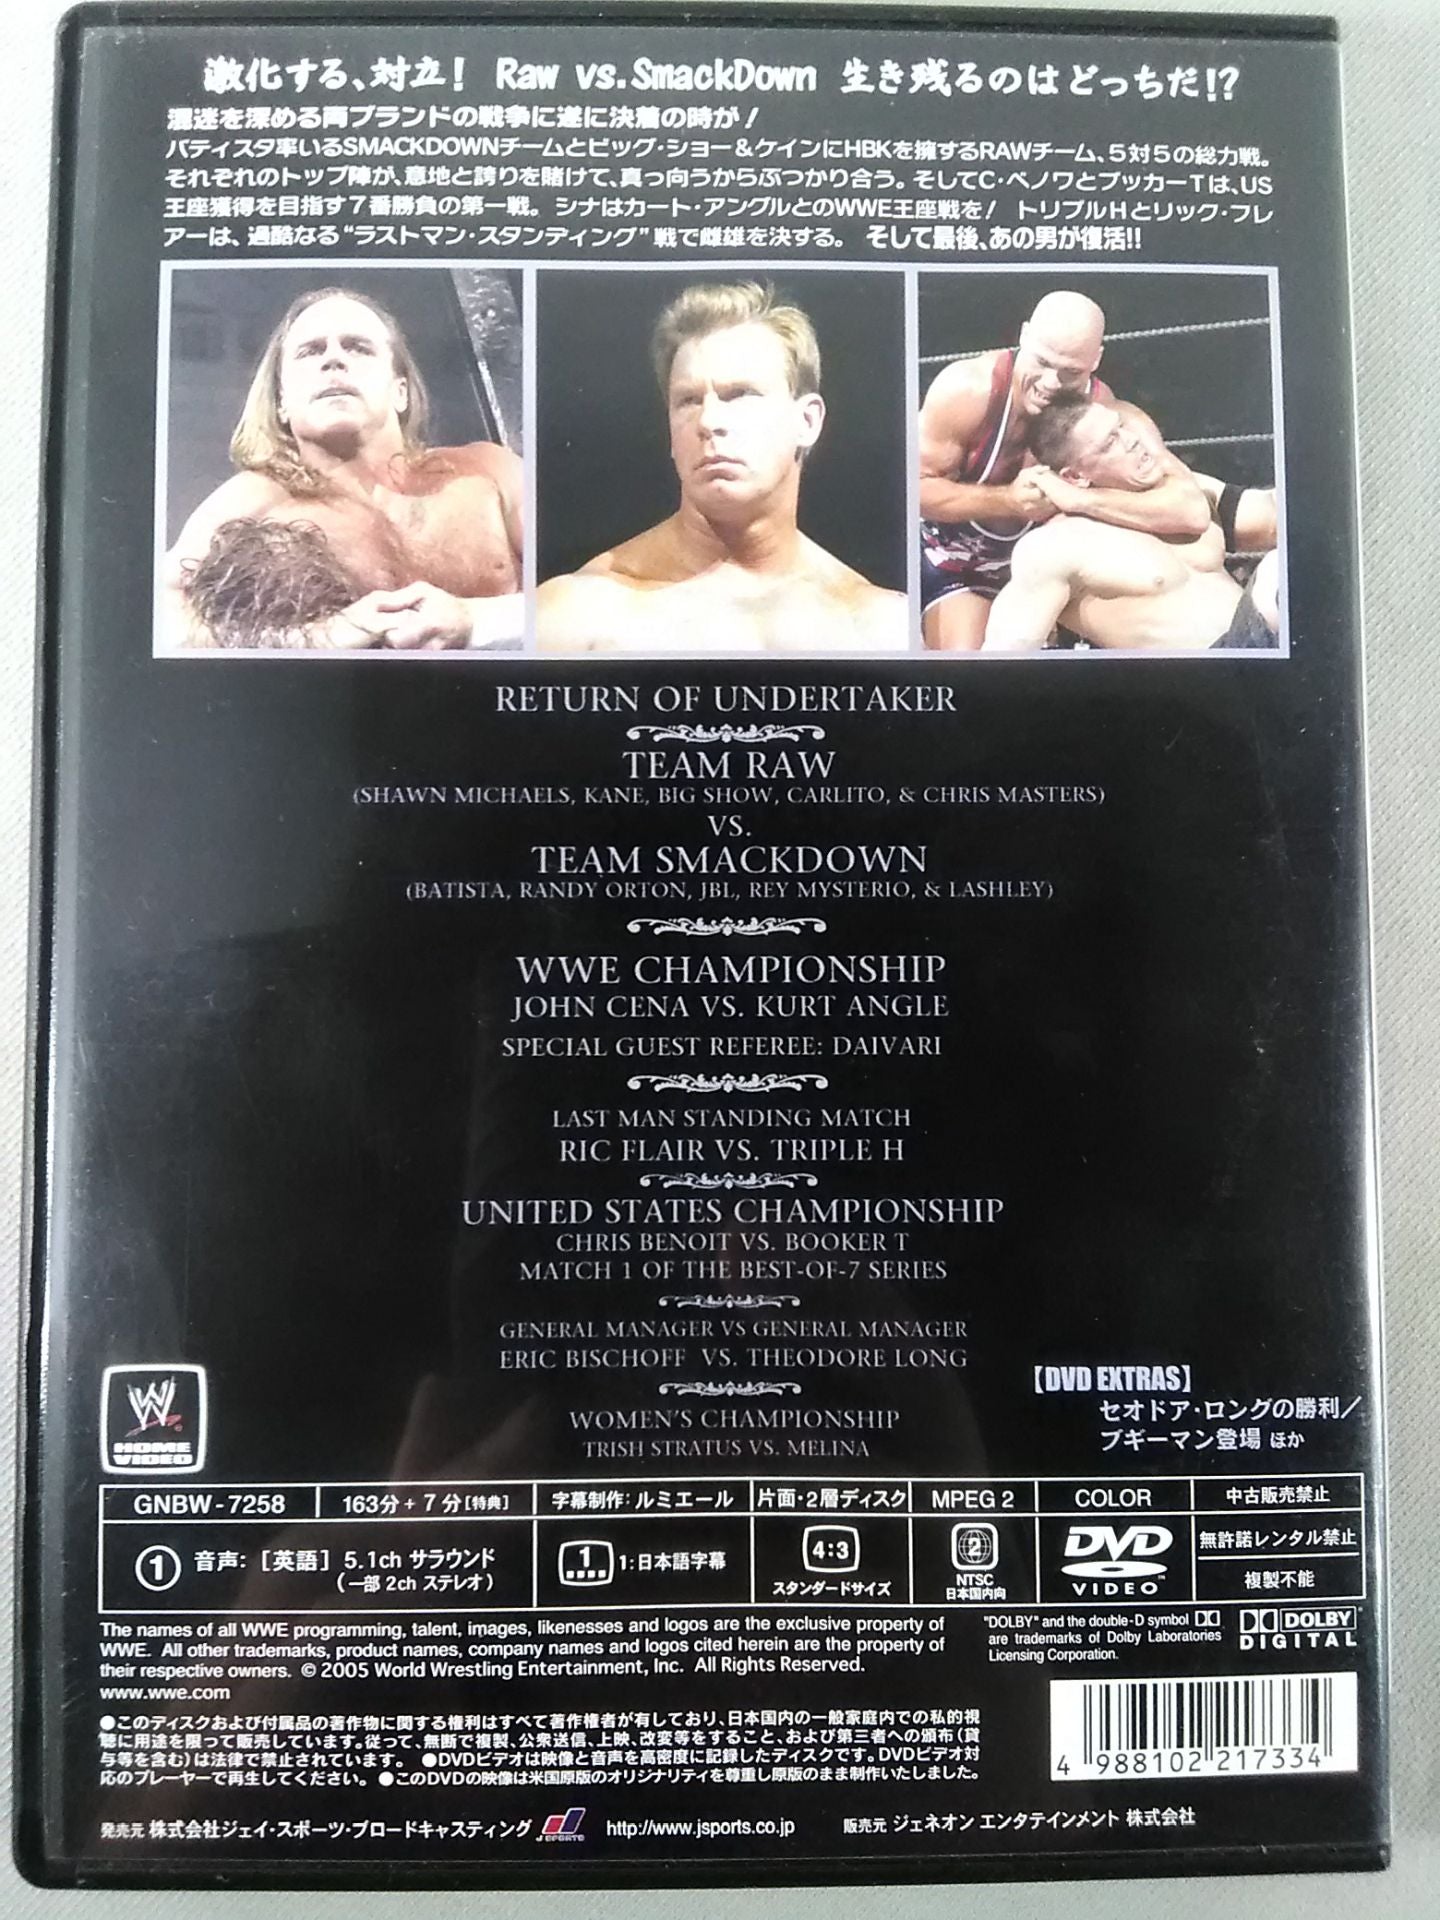 激化する、対立! Raw vs.SmackDown 生き残るのはどっちだ!?
混迷を深める両ブランドの戦争に遂に決着の時が!
バティスタ率いるSMACKDOWNチームとビッグ・ショー&ケインにHBKを擁するRAWチーム、5対5の総力戦。
それぞれのトップ陣が、意地と誇りを賭けて、真っ向うからぶつかり合う。そしてC・ベノワとブッカーTは、US
王座獲得を目指す7番勝負の第一戦。シナはカート・アングルとのWWE王座戦を! トリプルHとリック・フレ
アーは、過酷なる“ラストマン・スタンディング”戦で雌雄を決する。 そして最後、あの男が復活!!
RETURN OF UNDERTAKER
TEAM RAW
(SHAWN MICHAELS, KANE, BIG SHOW, CARLITO, & CHRIS MASTERS)
VS.
TEAM SMACKDOWN
(BATISTA, RANDY ORTON, JBL, REY MYSTERIO, & LASHLEY)
WWE CHAMPIONSHIP
JOHN CENA VS. KURT ANGLE
SPECIAL GUEST REFEREE: DAIVARI
LAST MAN STANDING MATCH
RIC FLAIR VS. TRIPLE H
UNITED STATES CHAMPIONSHIP
CHRIS BENOIT VS. BOOKER T
MATCH 1 OF THE BEST-OF-7 SERIES
GENERAL MANAGER VS GENERAL MANAGER
ERIC BISCHOFF VS. THEODORE LONG
WOMEN'S CHAMPIONSHIP
TRISH STRATUS VS. MELINA
【DVD EXTRAS】
セオドア・ロングの勝利/
ブギーマン登場 ほか
W
HOME
VIDEO
GNBW-7258 163分+7分[特典] 字幕制作:ルミエール 片面・2層ディスク MPEG 2 COLOR 中古販売禁止
① 音声:[英語] 5.1ch サラウンド
(一部 2ch ステレオ)
1 1:日本語字幕
4:3
スタンダードサイズ
2
NTSC
日本国内向
DVD
VIDEO
無許諾レンタル禁止
複製不能
The names of all WWE programming, talent, images, likenesses and logos are the exclusive property of
WWE. All other trademarks, product names, company names and logos cited herein are the property of
their respective owners. © 2005 World Wrestling Entertainment, Inc. All Rights Reserved.
www.wwe.com
"DOLBY" and the double-D symbol
are trademarks of Dolby Laboratories
Licensing Corporation.
DOLBY
DIGITAL
●このディスクおよび付属品の著作物に関する権利はすべて著作権者が有しており、日本国内の一般家庭内での私的視
聴に用途を限って販売しています。従って、無断で複製、公衆送信、上映、改変等をすること、および第三者への頒布(貸
与等を含む)は法律で禁止されています。 ●DVDビデオは映像と音声を高密度に記録したディスクです。DVDビデオ対
応のプレーヤーで再生してください。 ●このDVDの映像は米国原版のオリジナリティを尊重し原版のまま制作いたしました。
4 988102 217334
発売元 株式会社ジェイ・スポーツ・ブロードキャスティング J SPORTS http://www.jsports.co.jp 販売元 ジェネオン エンタテインメント 株式会社